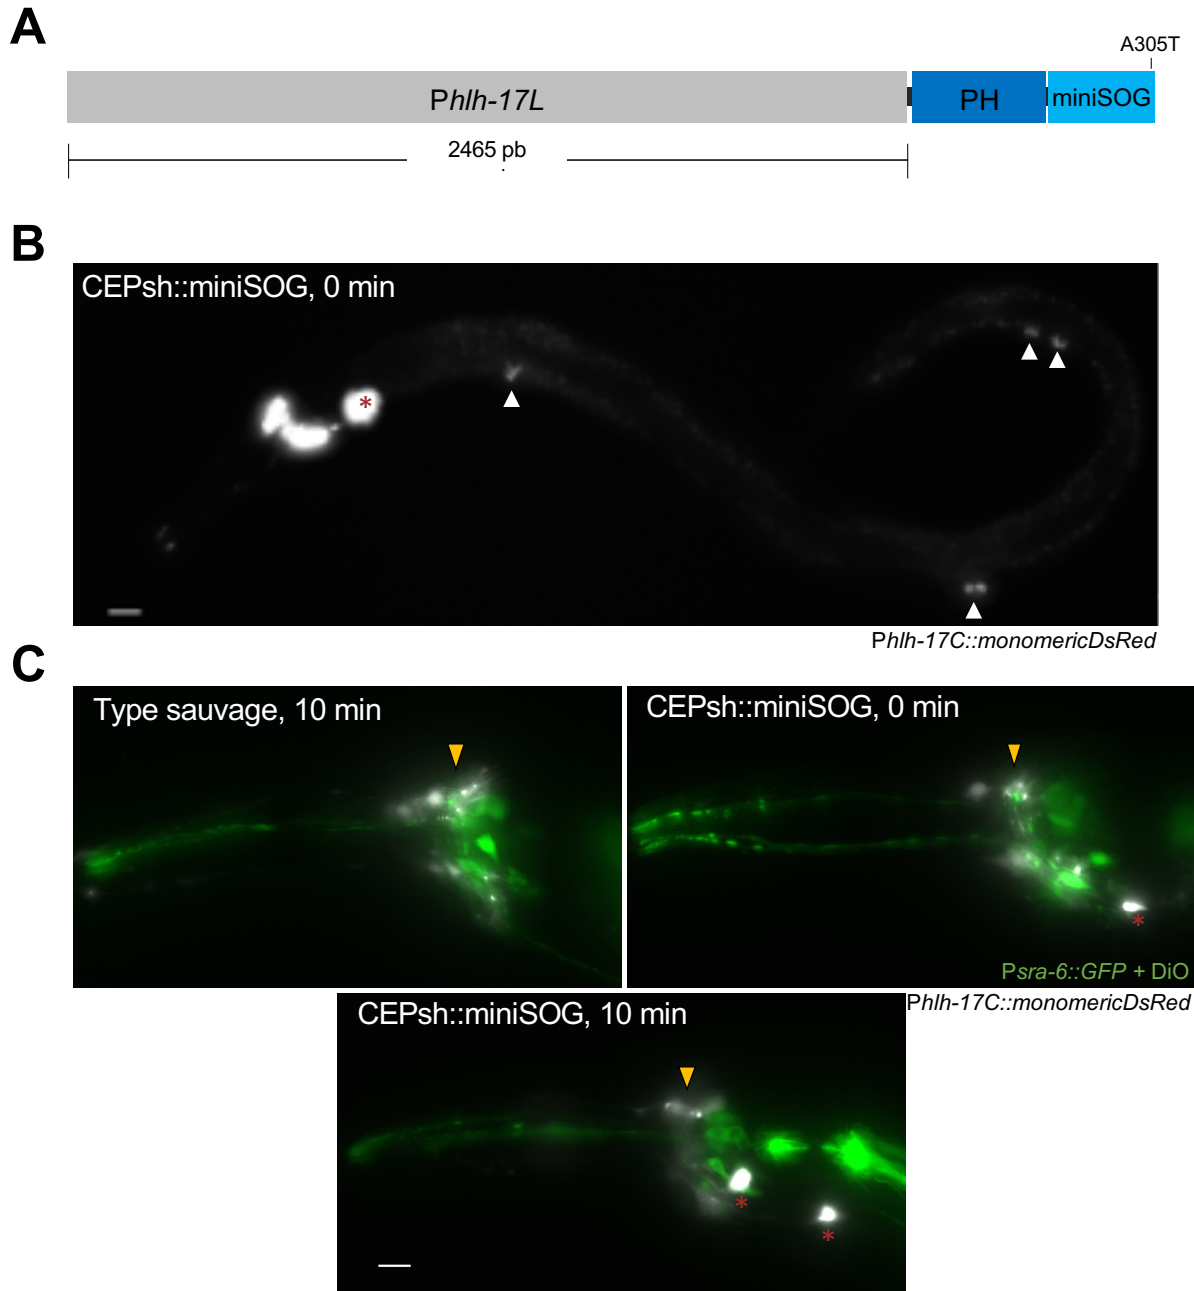 A
A305T
Phlh-17L
PH
miniSOG
2465 pb
B
CEPsh::miniSOG, 0 min
*
Phlh-17C::monomericDsRed
C
Type sauvage, 10 min
CEPsh::miniSOG, 0 min
*
Psra-6::GFP + DiO
Phlh-17C::monomericDsRed
CEPsh::miniSOG, 10 min
*
*